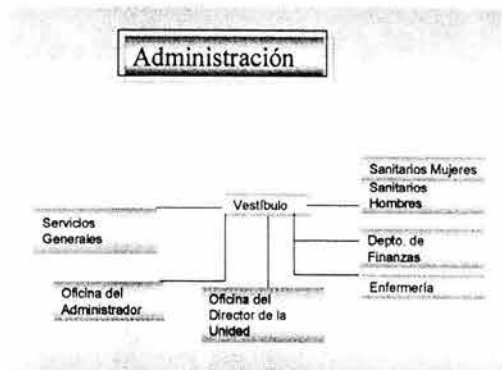 Administración
Sanitarios Mujeres
Sanitarios
Hombres
Vestíbulo
Servicios
Generales
Depto. de
Finanzas
Enfermería
Oficina del
Administrador
Oficina del
Director de la
Unided